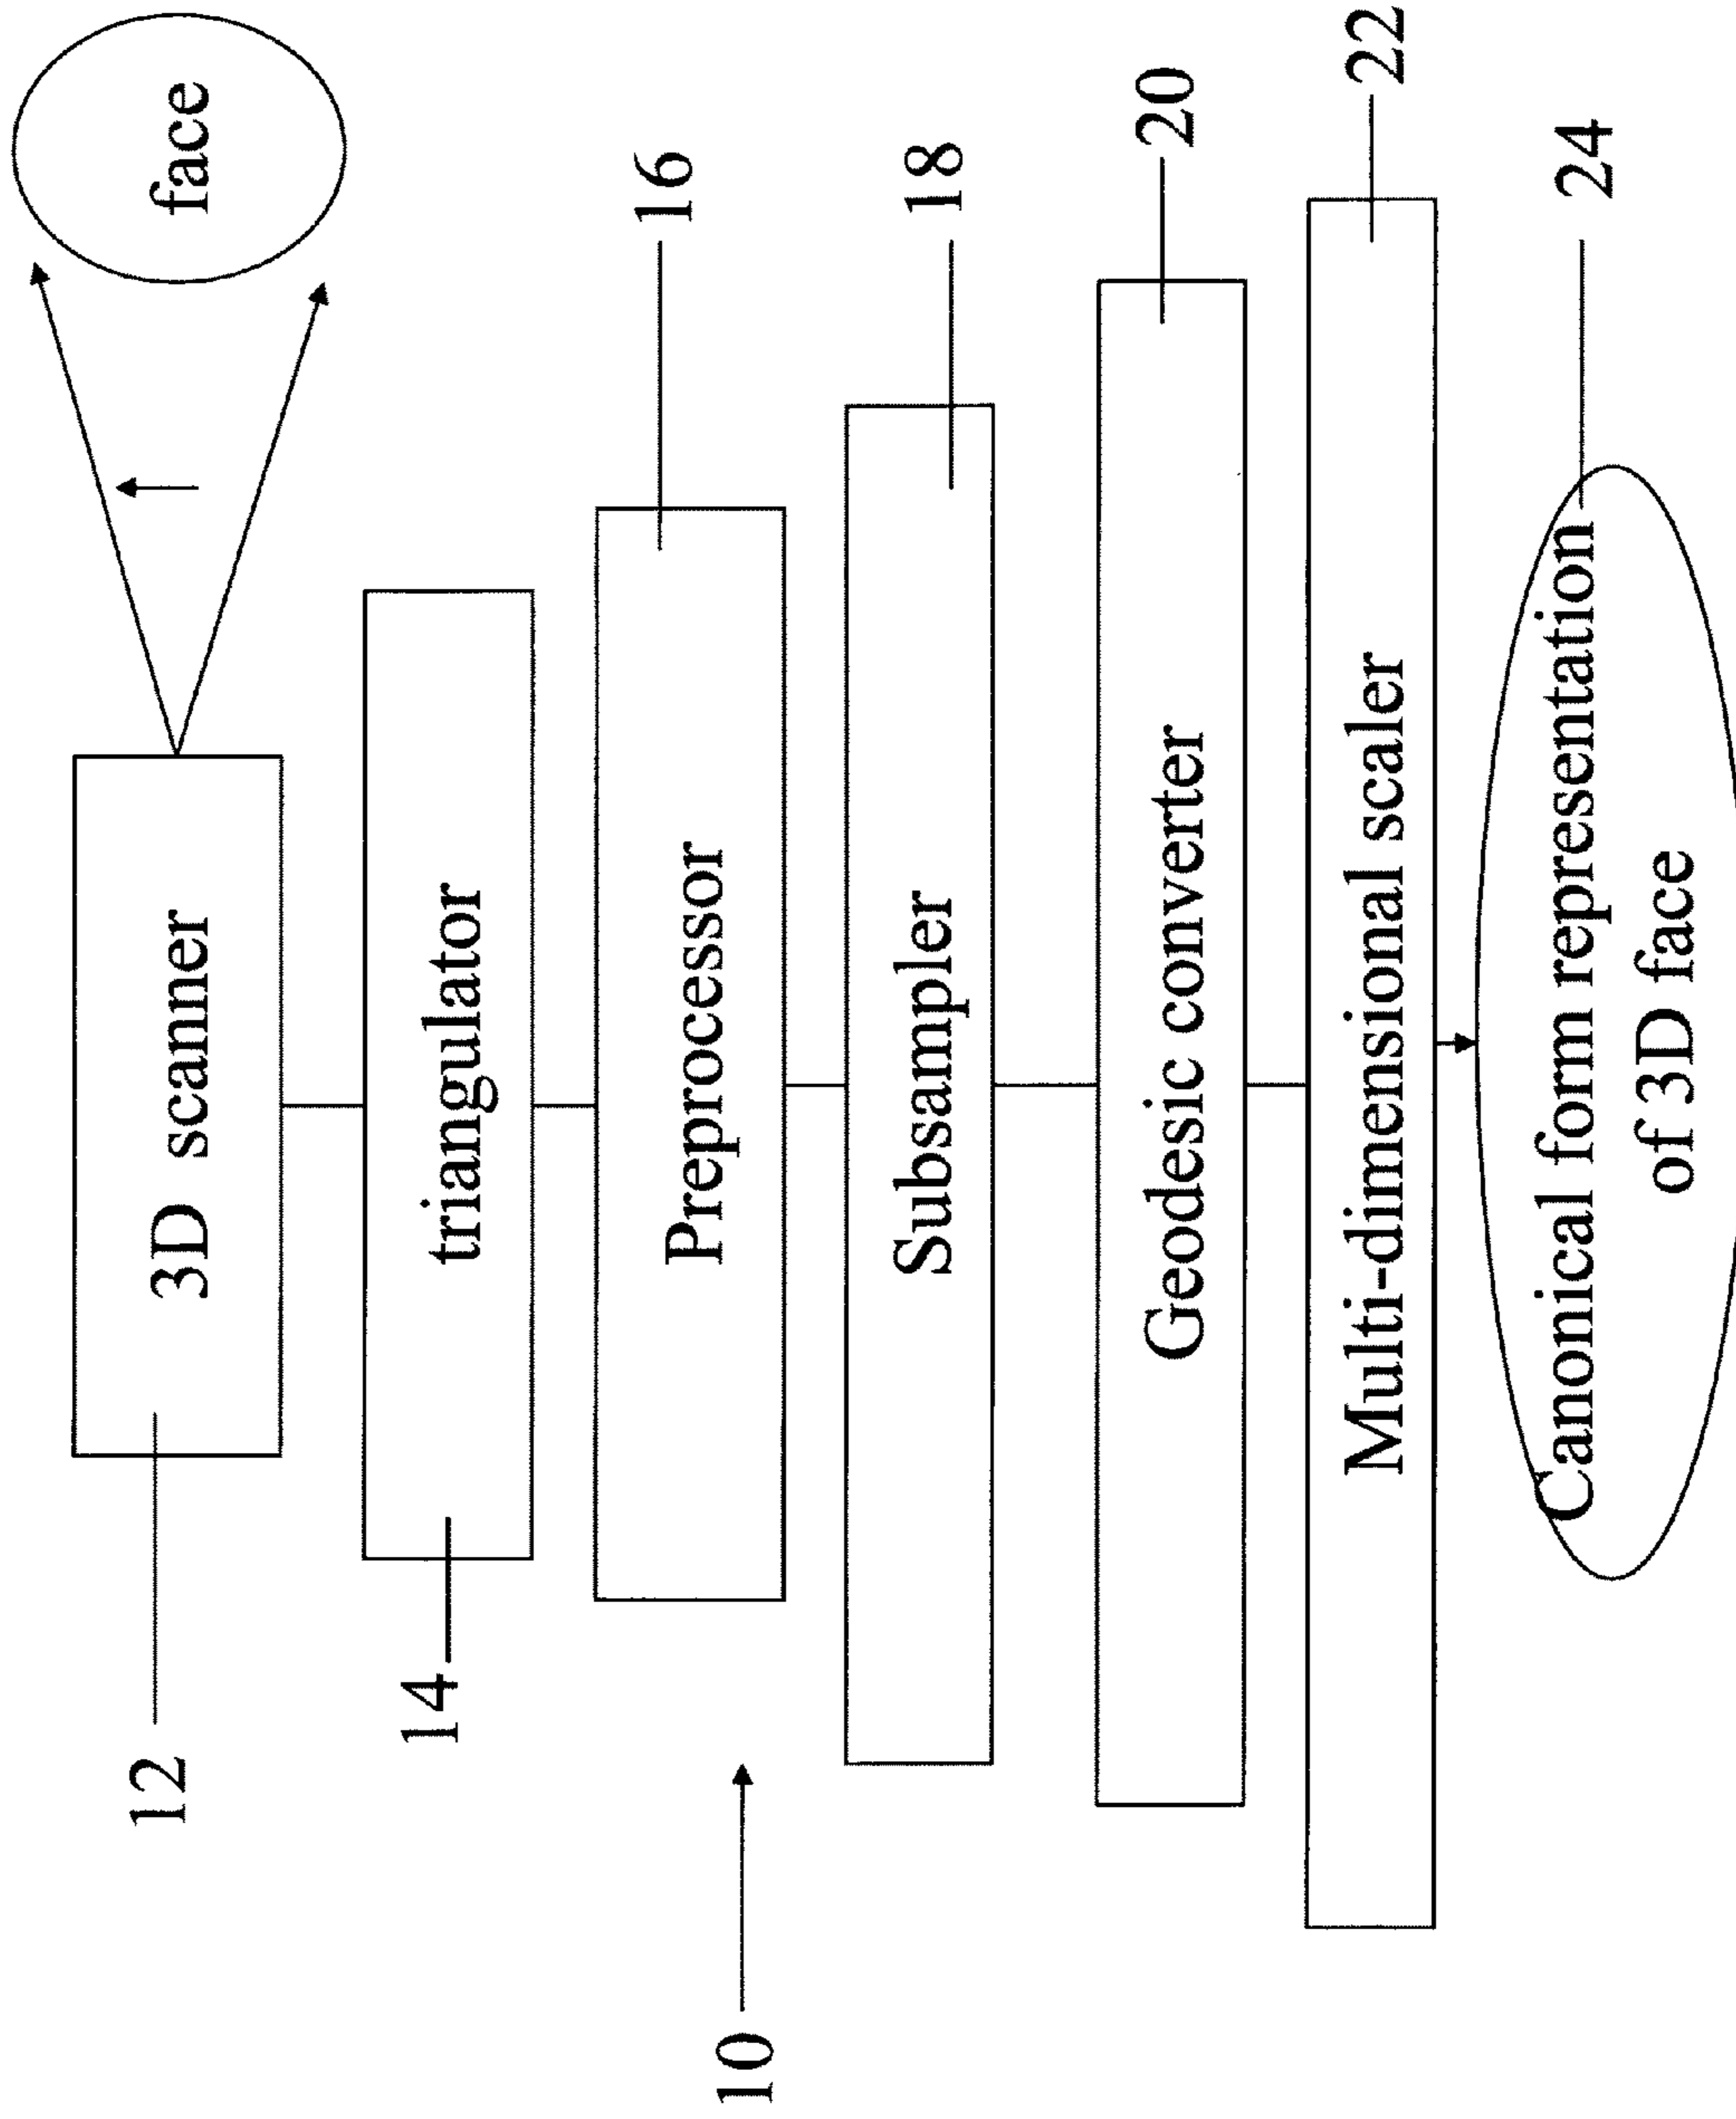 face
12
3D scanner
14
triangulator
16
Preprocessor
10
18
Subsampler
20
Geodesic converter
22
Multi-dimensional scaler
24
Canonical form representation
of 3D face